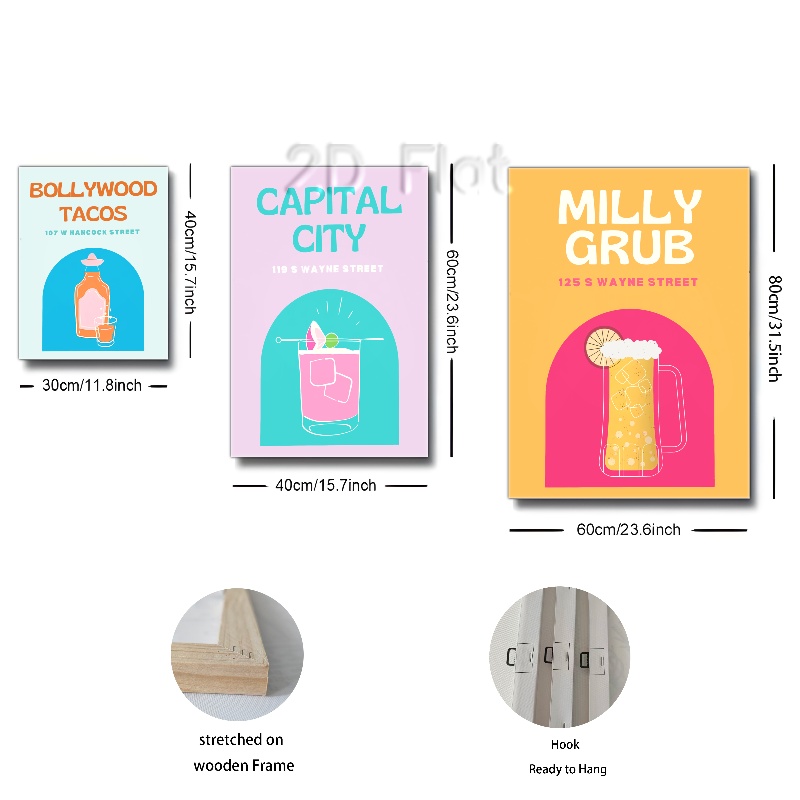 2D Flat
BOLLYWOOD
TACOS
107 W HANCOCK STREET
40cm/15.7inch
30cm/11.8inch
CAPITAL
CITY
119 S WAYNE STREET
60cm/23.6inch
40cm/15.7inch
MILLY
GRUB
125 S WAYNE STREET
80cm/31.5inch
60cm/23.6inch
stretched on
wooden Frame
Hook
Ready to Hang